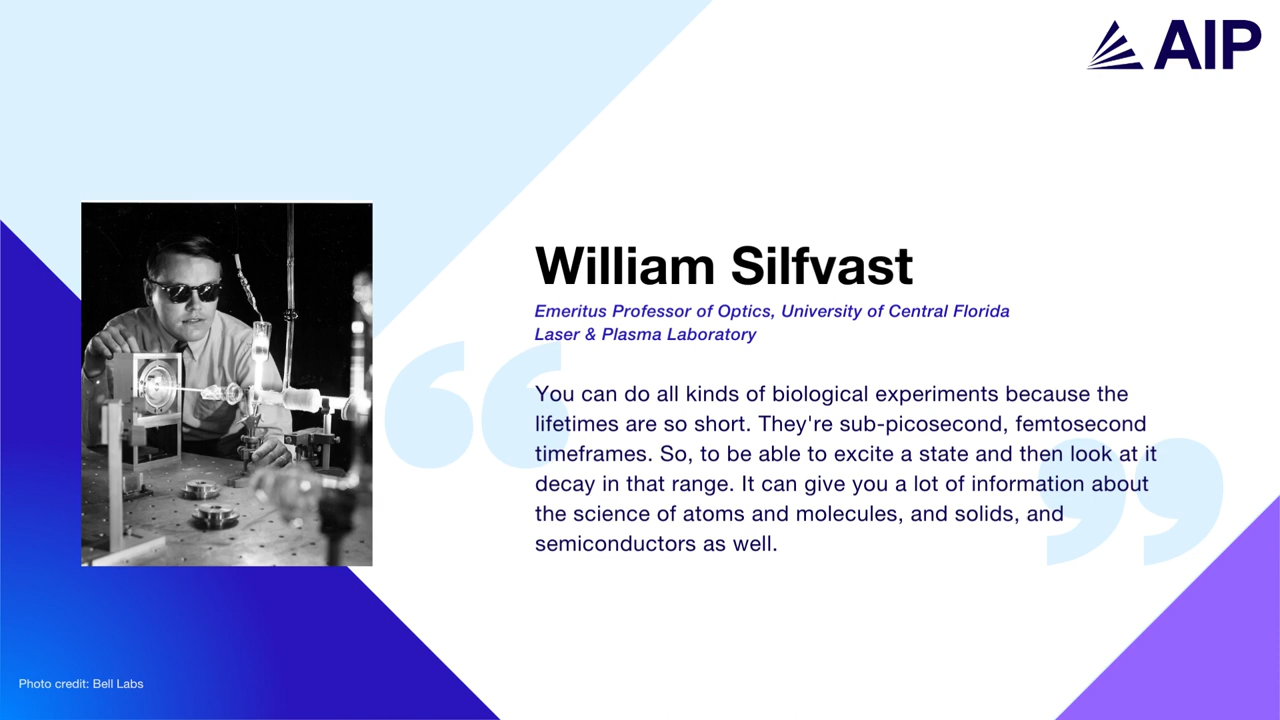 AIP
William Silfvast
Emeritus Professor of Optics, University of Central Florida
Laser & Plasma Laboratory
You can do all kinds of biological experiments because the
lifetimes are so short. They're sub-picosecond, femtosecond
timeframes. So, to be able to excite a state and then look at it
decay in that range. It can give you a lot of information about
the science of atoms and molecules, and solids, and
semiconductors as well.
Photo credit: Bell Labs